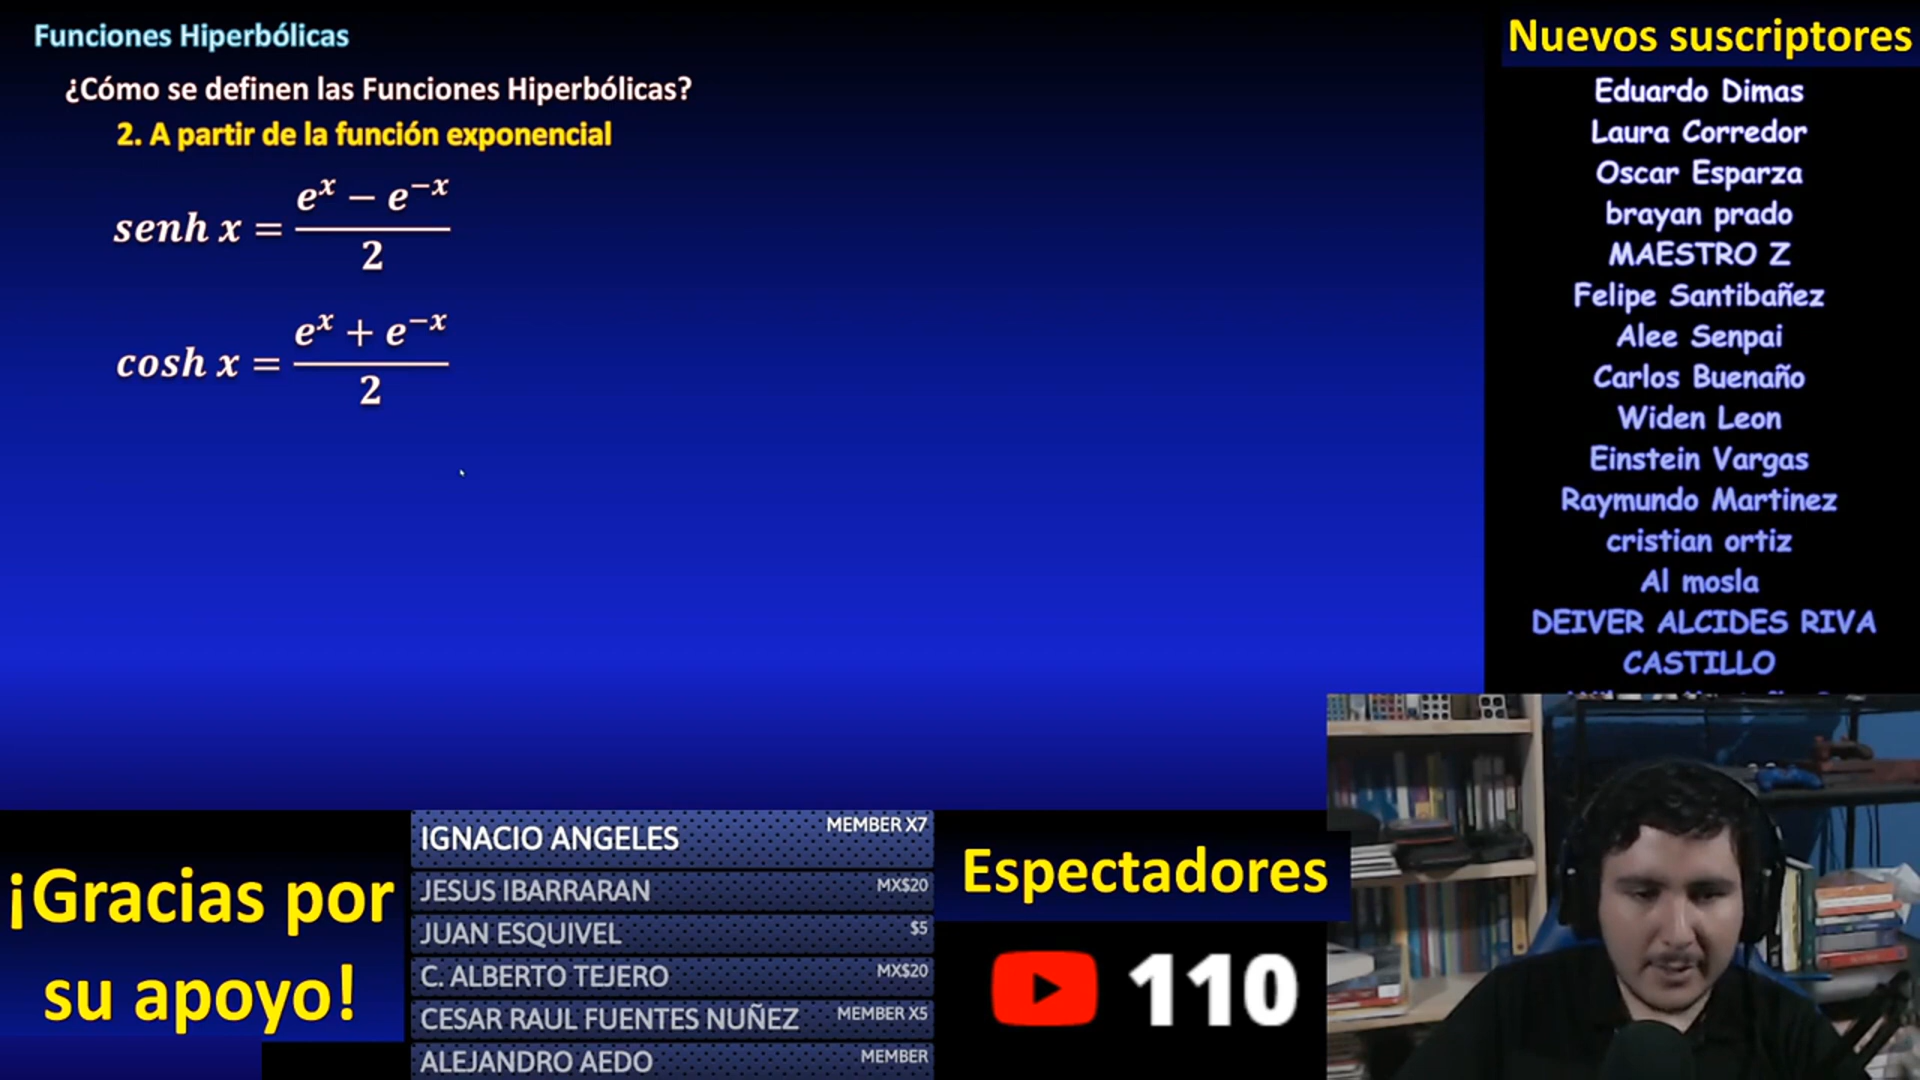 Funciones Hiperbólicas
¿Cómo se definen las Funciones Hiperbólicas?
2. A partir de la función exponencial
senh x = (e^x − e^−x) / 2
cosh x = (e^x + e^−x) / 2
Nuevos suscriptores
Eduardo Dimas
Laura Corredor
Oscar Esparza
brayan prado
MAESTRO Z
Felipe Santibañez
Alee Senpai
Carlos Buenaño
Widen Leon
Einstein Vargas
Raymundo Martinez
cristian ortiz
Al mosla
DEIVER ALCIDES RIVA
CASTILLO
¡Gracias por
su apoyo!
IGNACIO ANGELES MEMBER X7
JESUS IBARRARAN MX$20
JUAN ESQUIVEL $5
C. ALBERTO TEJERO MX$20
CESAR RAUL FUENTES NUÑEZ MEMBER X5
ALEJANDRO AEDO MEMBER
Espectadores
110